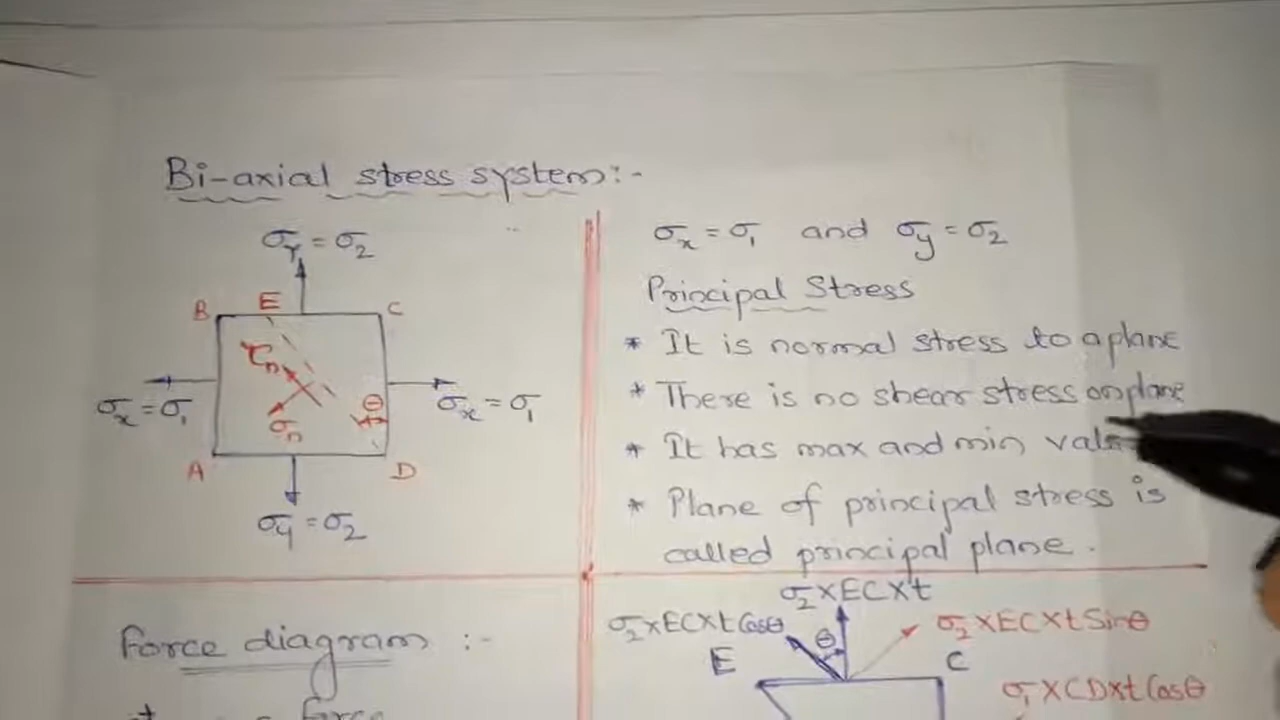 Bi-axial stress system:-
σy = σ2
B E C
τn
σx = σ1
θ
σx = σ1
σn
A D
σy = σ2
σx = σ1 and σy = σ2
Principal Stress
* It is normal stress to a plane
* There is no shear stress on plane
* It has max and min
* Plane of principal stress is
called principal plane.
Force diagram :-
σ2×EC×t
σ2×EC×t Cosθ
θ
σ2×EC×t Sinθ
E C
σ1×CD×t Cosθ
force